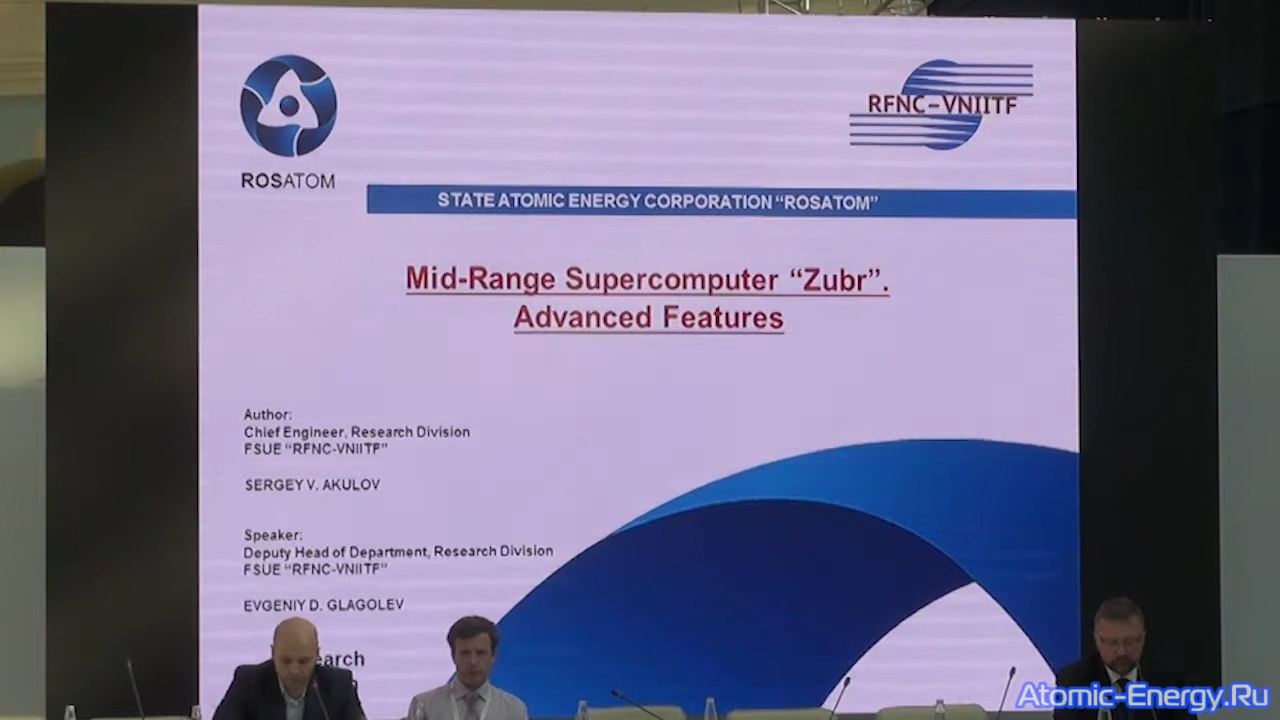 RFNC-VNIITF
ROSATOM
STATE ATOMIC ENERGY CORPORATION “ROSATOM”
Mid-Range Supercomputer “Zubr”.
Advanced Features
Author:
Chief Engineer, Research Division
FSUE “RFNC-VNIITF”
SERGEY V. AKULOV
Speaker:
Deputy Head of Department, Research Division
FSUE “RFNC-VNIITF”
EVGENIY D. GLAGOLEV
Atomic-Energy.Ru